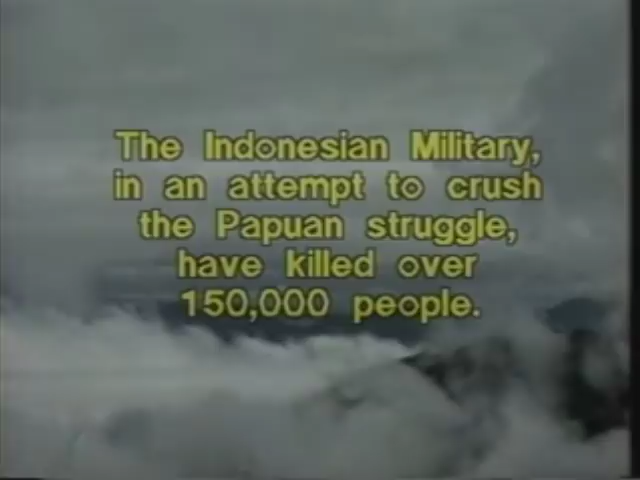 The Indonesian Military,
in an attempt to crush
the Papuan struggle,
have killed over
150,000 people.